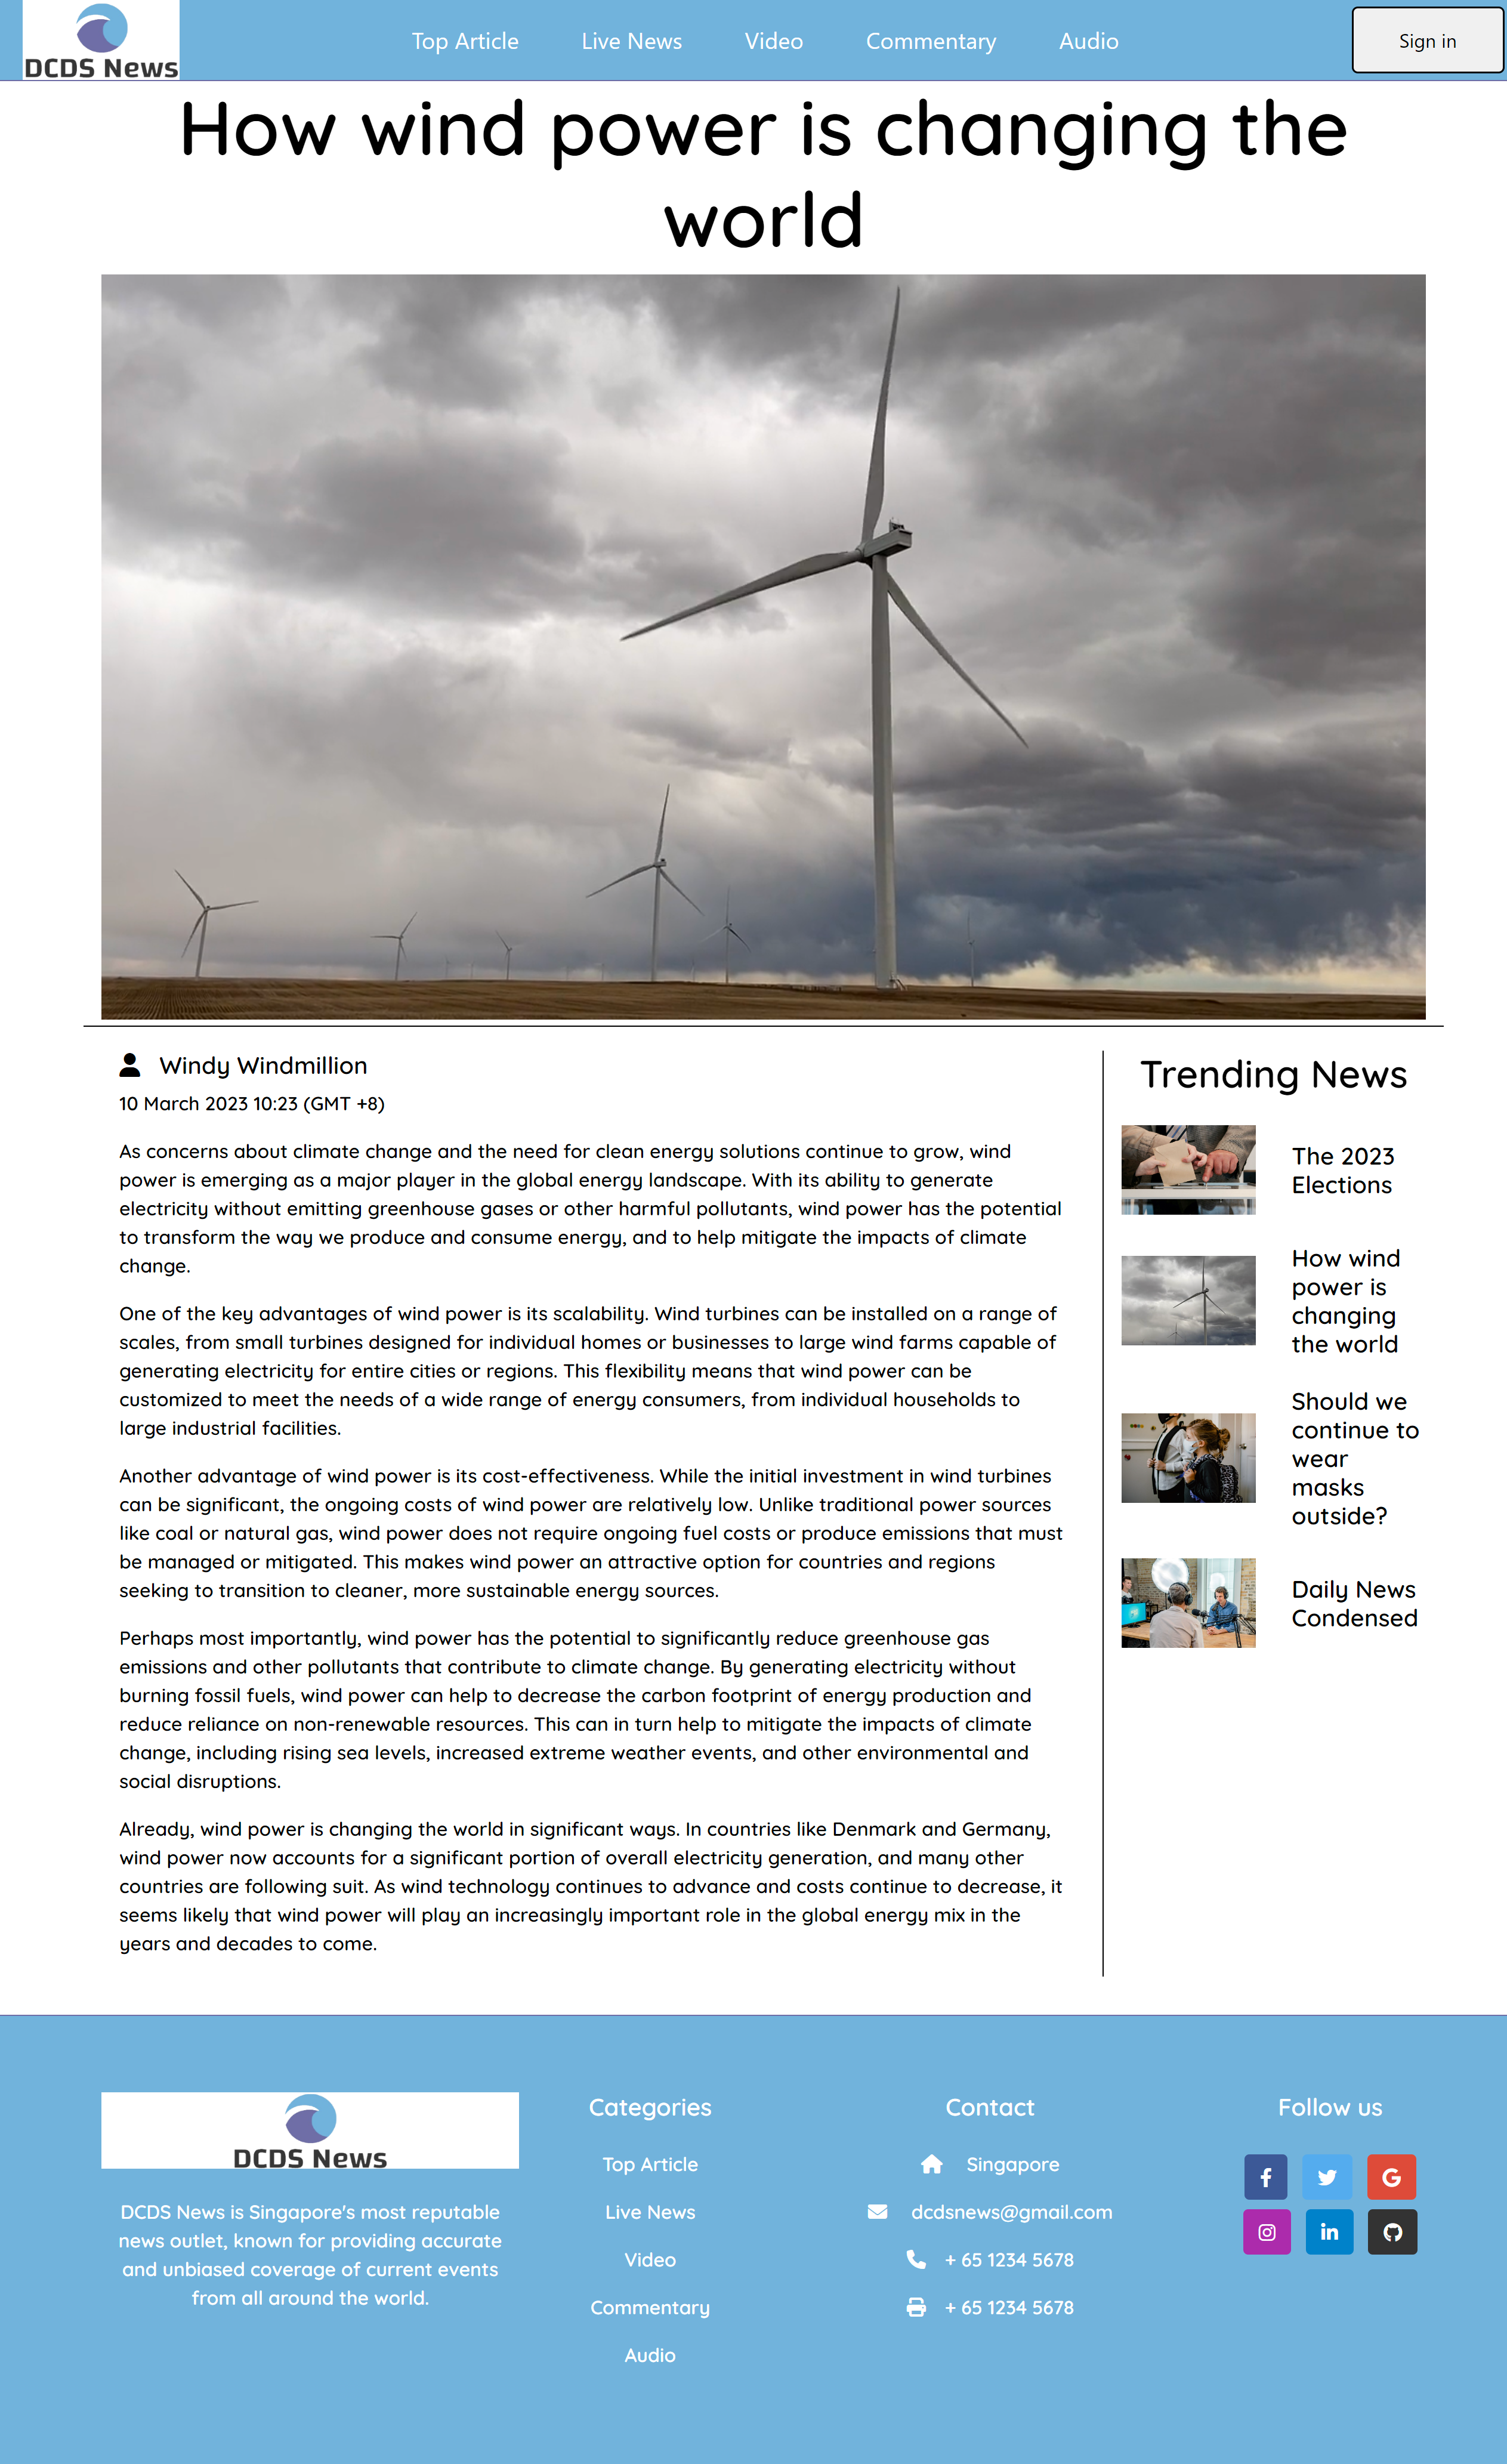 DCDS News
Top Article
Live News
Video
Commentary
Audio
Sign in
How wind power is changing the
world
Windy Windmillion
10 March 2023 10:23 (GMT +8)
As concerns about climate change and the need for clean energy solutions continue to grow, wind
power is emerging as a major player in the global energy landscape. With its ability to generate
electricity without emitting greenhouse gases or other harmful pollutants, wind power has the potential
to transform the way we produce and consume energy, and to help mitigate the impacts of climate
change.
One of the key advantages of wind power is its scalability. Wind turbines can be installed on a range of
scales, from small turbines designed for individual homes or businesses to large wind farms capable of
generating electricity for entire cities or regions. This flexibility means that wind power can be
customized to meet the needs of a wide range of energy consumers, from individual households to
large industrial facilities.
Another advantage of wind power is its cost-effectiveness. While the initial investment in wind turbines
can be significant, the ongoing costs of wind power are relatively low. Unlike traditional power sources
like coal or natural gas, wind power does not require ongoing fuel costs or produce emissions that must
be managed or mitigated. This makes wind power an attractive option for countries and regions
seeking to transition to cleaner, more sustainable energy sources.
Perhaps most importantly, wind power has the potential to significantly reduce greenhouse gas
emissions and other pollutants that contribute to climate change. By generating electricity without
burning fossil fuels, wind power can help to decrease the carbon footprint of energy production and
reduce reliance on non-renewable resources. This can in turn help to mitigate the impacts of climate
change, including rising sea levels, increased extreme weather events, and other environmental and
social disruptions.
Already, wind power is changing the world in significant ways. In countries like Denmark and Germany,
wind power now accounts for a significant portion of overall electricity generation, and many other
countries are following suit. As wind technology continues to advance and costs continue to decrease, it
seems likely that wind power will play an increasingly important role in the global energy mix in the
years and decades to come.
Trending News
The 2023
Elections
How wind
power is
changing
the world
Should we
continue to
wear
masks
outside?
Daily News
Condensed
DCDS News
DCDS News is Singapore's most reputable
news outlet, known for providing accurate
and unbiased coverage of current events
from all around the world.
Categories
Top Article
Live News
Video
Commentary
Audio
Contact
Singapore
dcdsnews@gmail.com
+ 65 1234 5678
+ 65 1234 5678
Follow us